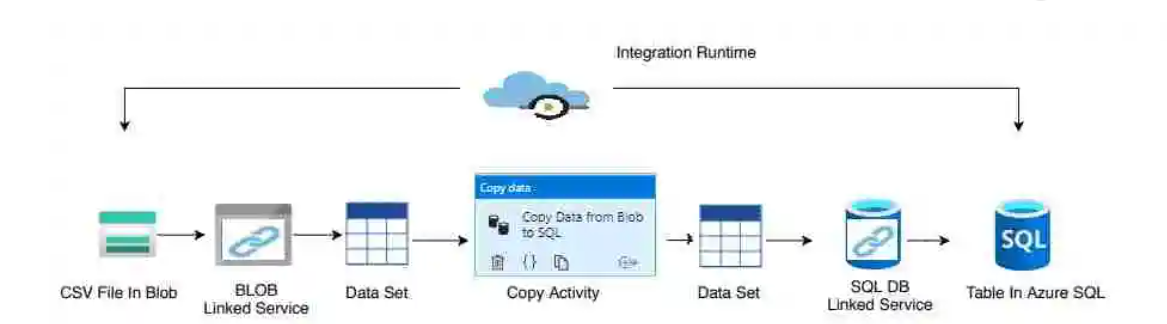 Integration Runtime
Copy data
Copy Data from Blob
to SQL
{}
SQL
CSV File In Blob
BLOB
Linked Service
Data Set
Copy Activity
Data Set
SQL DB
Linked Service
Table In Azure SQL